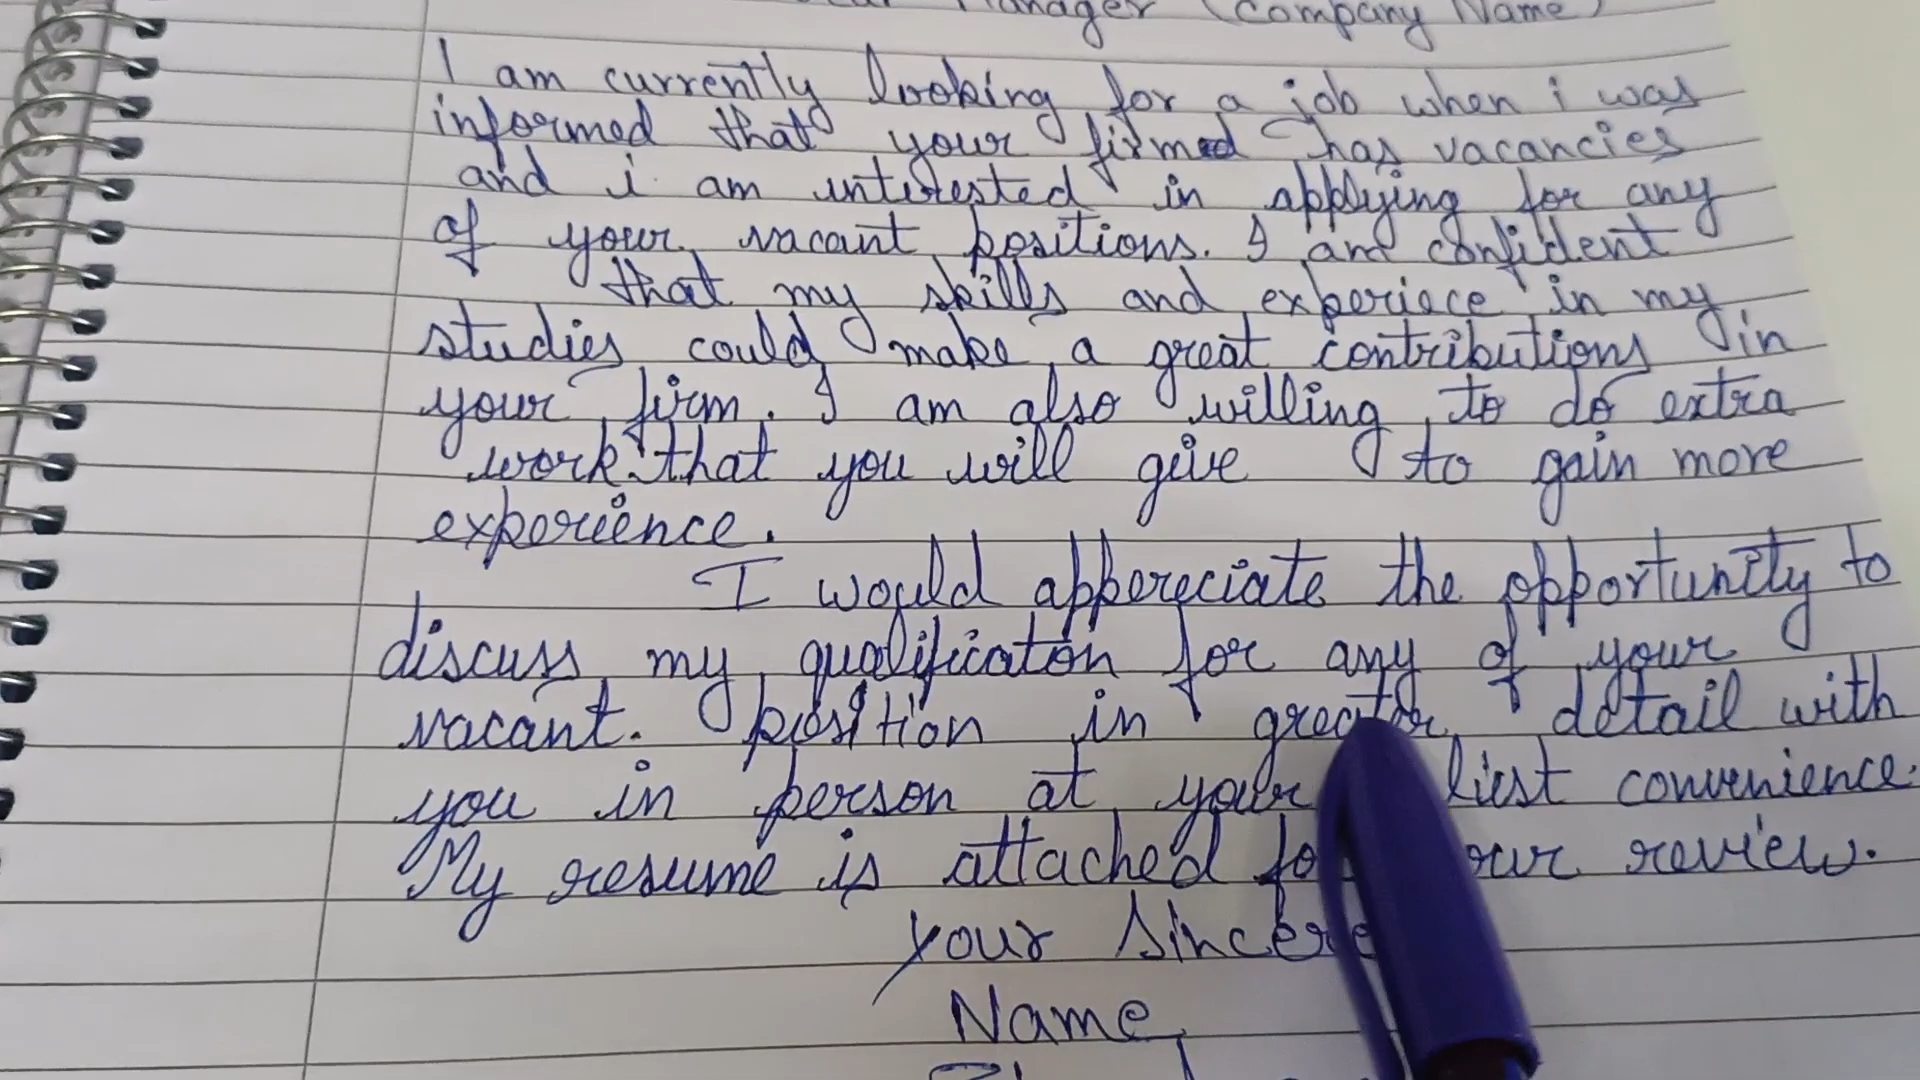 Manager (Company Name)
I am currently looking for a job when i was
informed that your firmed has vacancies
and i am interested in applying for any
of your vacant positions. I am confident
that my skills and experiece in my
studies could make a great contributions in
your firm. I am also willing to do extra
work that you will give to gain more
experience.
I would appereciate the opportunity to
discuss my qualificaton for any of your
vacant. position in greater detail with
you in person at your liest convenience.
My resume is attached review.
your Sincere
Name